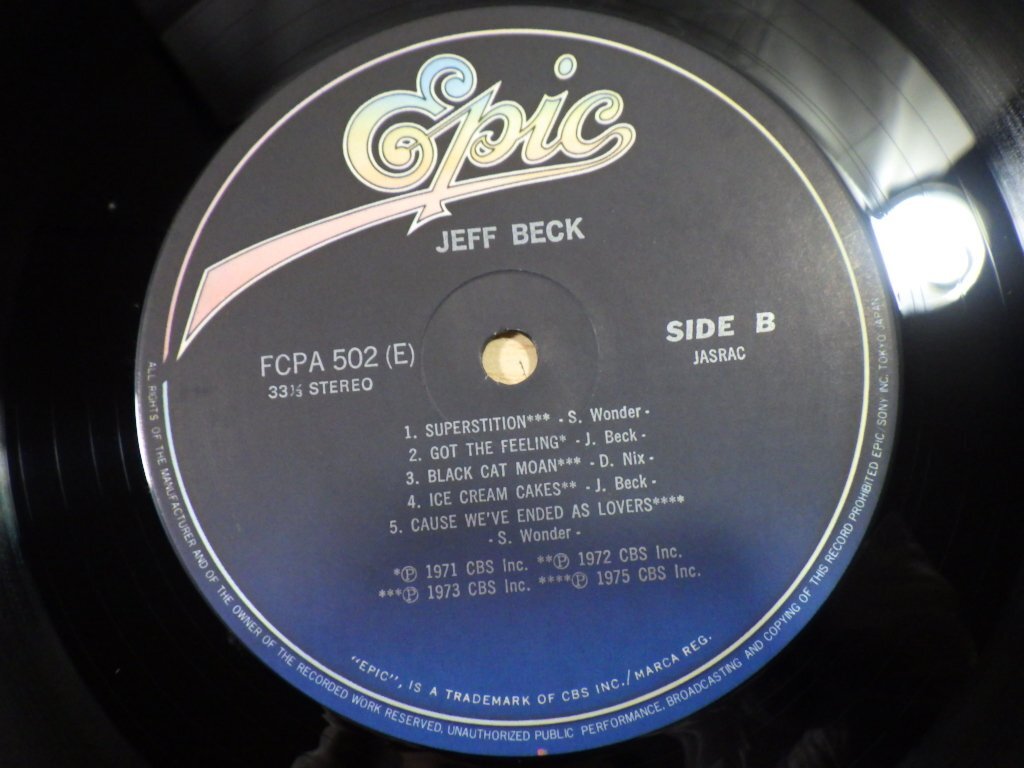 Epic
JEFF BECK
FCPA 502 (E)
33⅓ STEREO
SIDE B
JASRAC
1. SUPERSTITION*** - S. Wonder -
2. GOT THE FEELING* - J. Beck -
3. BLACK CAT MOAN*** - D. Nix -
4. ICE CREAM CAKES** - J. Beck -
5. CAUSE WE'VE ENDED AS LOVERS****
- S. Wonder -
*Ⓟ 1971 CBS Inc. **Ⓟ 1972 CBS Inc.
***Ⓟ 1973 CBS Inc. ****Ⓟ 1975 CBS Inc.
"EPIC", IS A TRADEMARK OF CBS INC./MARCA REG.
ALL RIGHTS OF THE MANUFACTURER AND OF THE OWNER OF THE RECORDED WORK RESERVED. UNAUTHORIZED PUBLIC PERFORMANCE, BROADCASTING AND COPYING OF THIS RECORD PROHIBITED EPIC/SONY INC. TOKYO JAPAN